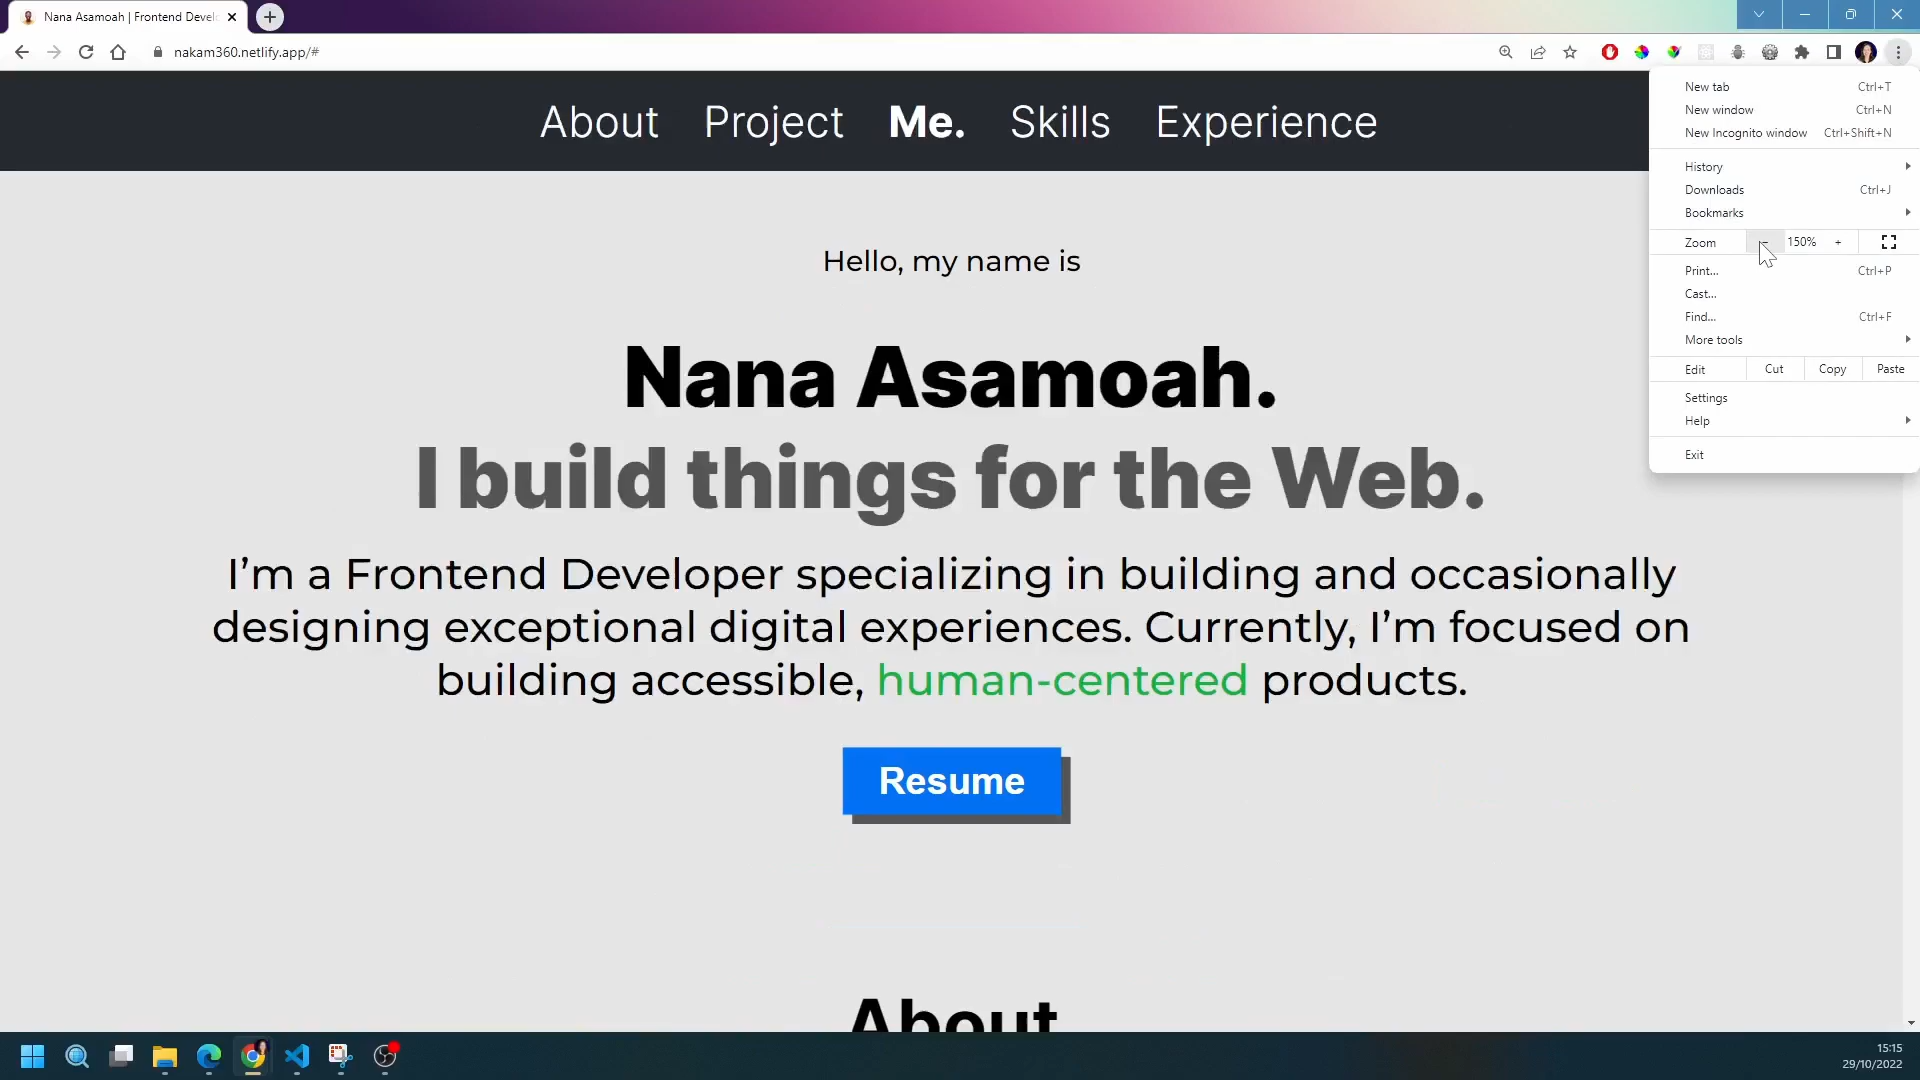 Nana Asamoah | Frontend Devel
nakam360.netlify.app/#
About Project Me. Skills Experience
Hello, my name is
Nana Asamoah.
I build things for the Web.
I’m a Frontend Developer specializing in building and occasionally
designing exceptional digital experiences. Currently, I’m focused on
building accessible, human-centered products.
Resume
About
New tab Ctrl+T
New window Ctrl+N
New Incognito window Ctrl+Shift+N
History
Downloads Ctrl+J
Bookmarks
Zoom - 150% +
Print... Ctrl+P
Cast...
Find... Ctrl+F
More tools
Edit Cut Copy Paste
Settings
Help
Exit
15:15
29/10/2022